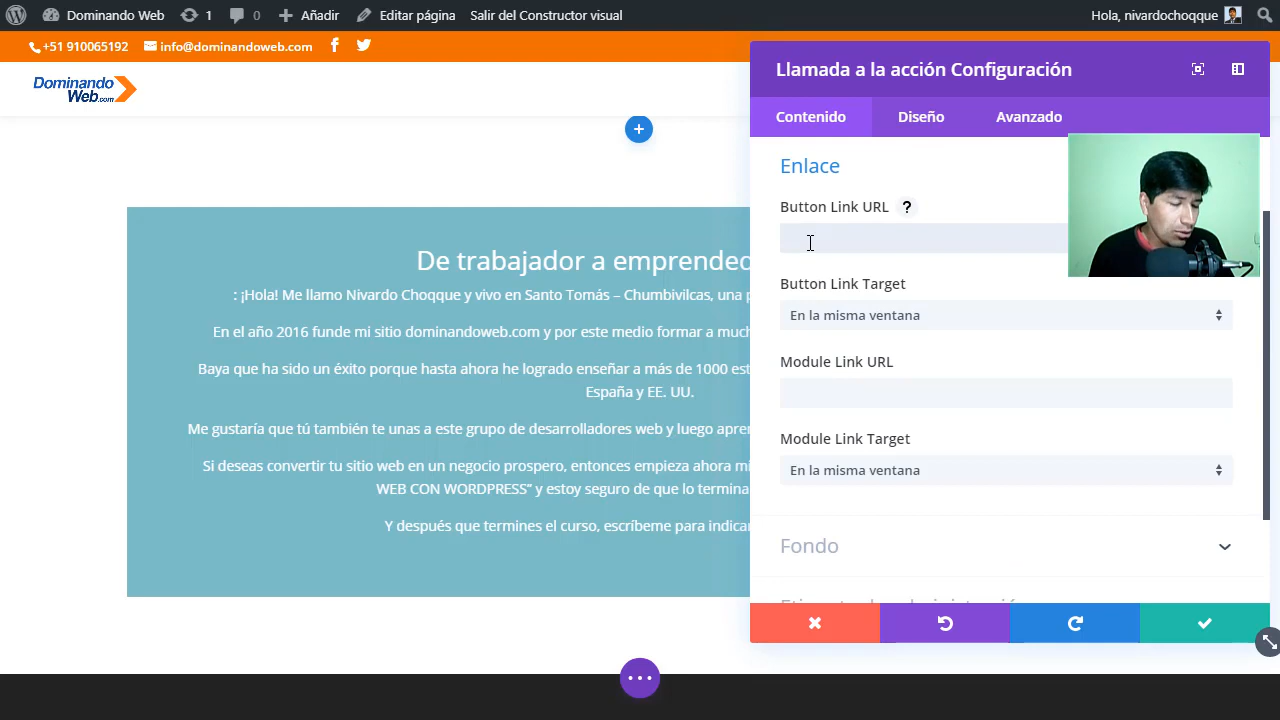 Dominando Web
1
0
Añadir
Editar página
Salir del Constructor visual
Hola, nivardochoqque
+51 910065192
info@dominandoweb.com
Dominando
Web.com
De trabajador a emprended
: ¡Hola! Me llamo Nivardo Choqque y vivo en Santo Tomás – Chumbivilcas, una p
En el año 2016 funde mi sitio dominandoweb.com y por este medio formar a much
Baya que ha sido un éxito porque hasta ahora he logrado enseñar a más de 1000 est
España y EE. UU.
Me gustaría que tú también te unas a este grupo de desarrolladores web y luego apren
Si deseas convertir tu sitio web en un negocio prospero, entonces empieza ahora mi
WEB CON WORDPRESS” y estoy seguro de que lo termina
Y después que termines el curso, escríbeme para indicar
Llamada a la acción Configuración
Contenido
Diseño
Avanzado
Enlace
Button Link URL ?
Button Link Target
En la misma ventana
Module Link URL
Module Link Target
En la misma ventana
Fondo